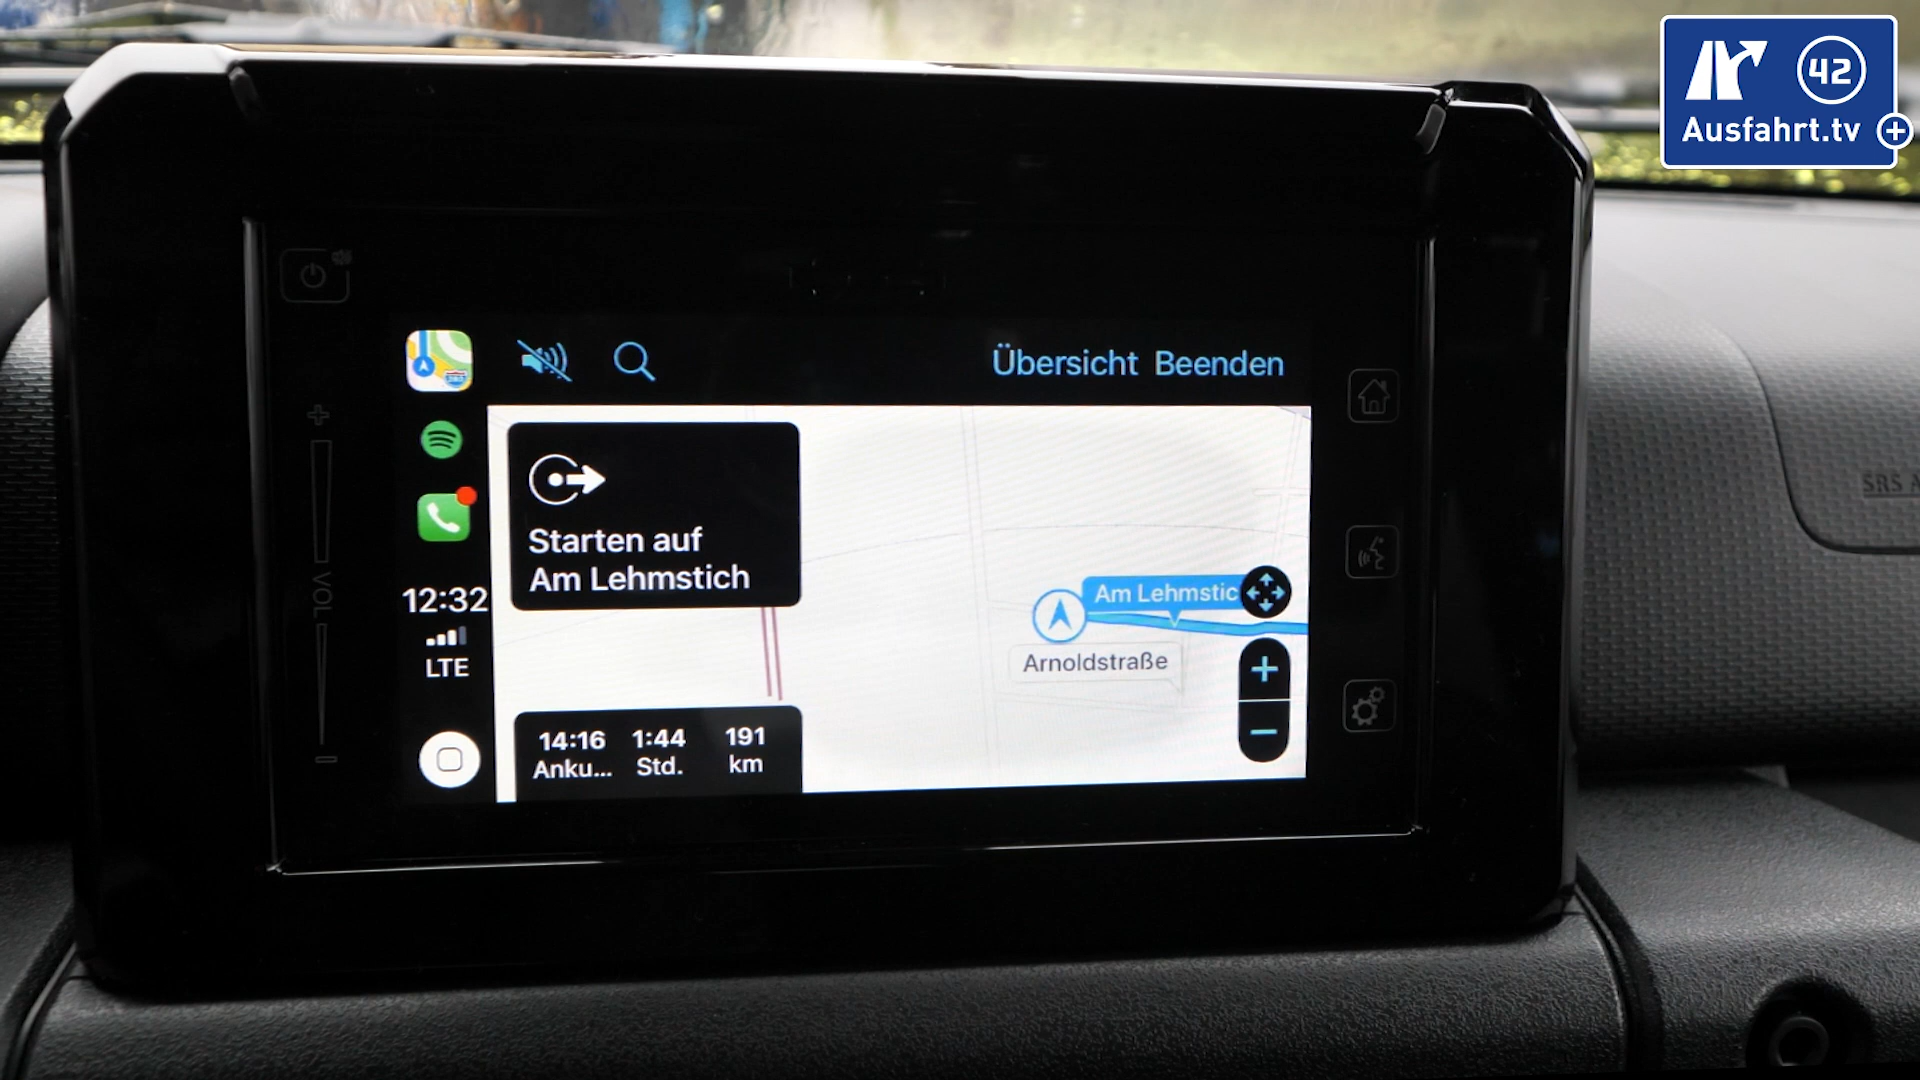 42
Ausfahrt.tv
Übersicht Beenden
Starten auf
Am Lehmstich
12:32
LTE
VOL
Am Lehmstic
Arnoldstraße
14:16 1:44 191
Anku... Std. km
SRS A